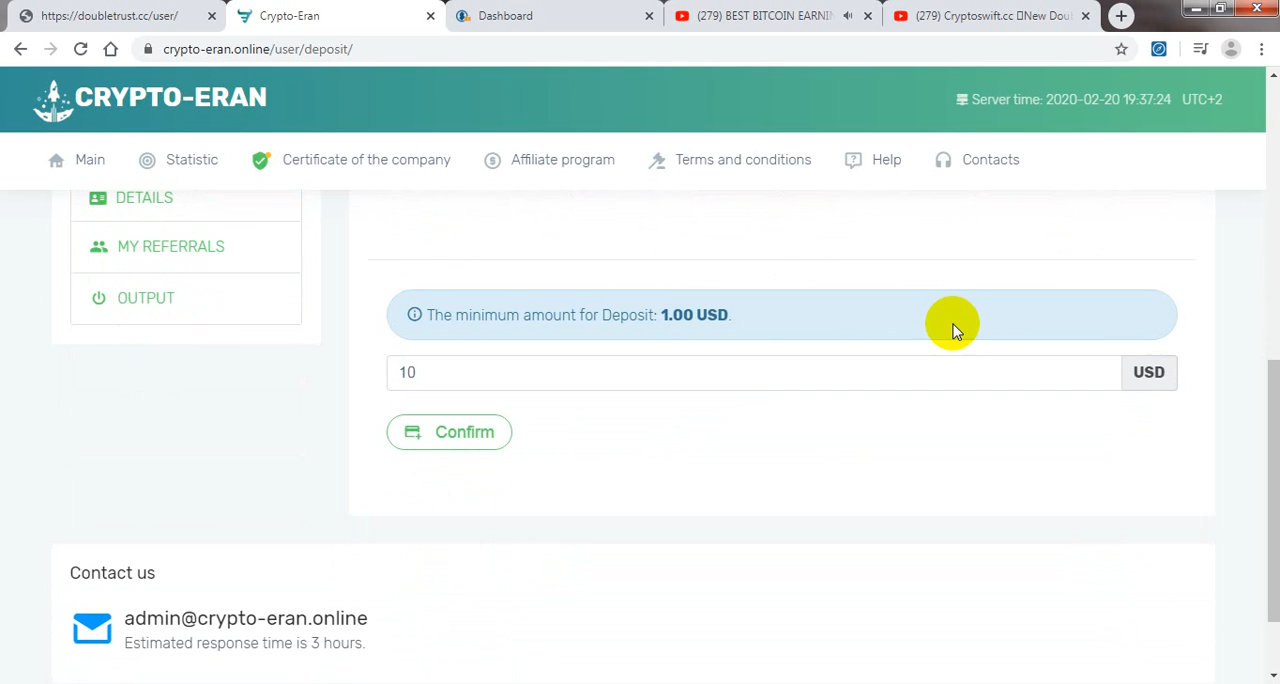 https://doubletrust.cc/user/
Crypto-Eran
Dashboard
(279) BEST BITCOIN EARNIN
(279) Cryptoswift.cc New Doub
crypto-eran.online/user/deposit/
CRYPTO-ERAN
Server time: 2020-02-20 19:37:24 UTC+2
Main
Statistic
Certificate of the company
Affiliate program
Terms and conditions
Help
Contacts
DETAILS
MY REFERRALS
OUTPUT
The minimum amount for Deposit: 1.00 USD.
10
USD
Confirm
Contact us
admin@crypto-eran.online
Estimated response time is 3 hours.